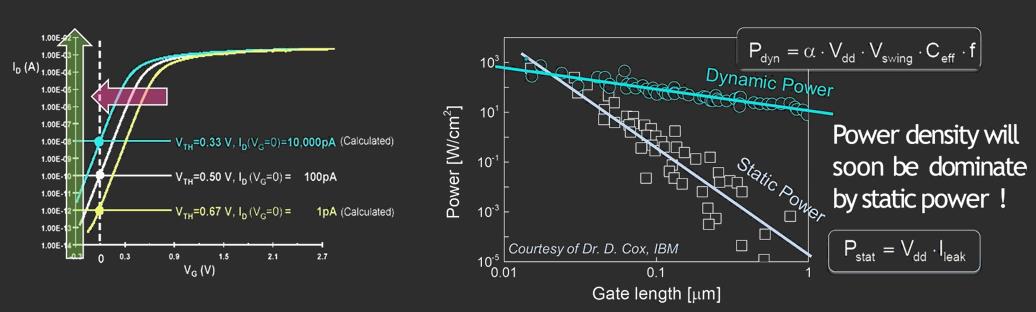 1.00E-02
1.00E-03
1.00E-04
1.00E-05
1.00E-06
1.00E-07
1.00E-08
1.00E-09
1.00E-10
1.00E-11
1.00E-12
1.00E-13
1.00E-14
I_D (A)
V_TH=0.33 V, I_D(V_G=0)=10,000pA (Calculated)
V_TH=0.50 V, I_D(V_G=0)= 100pA
V_TH=0.67 V, I_D(V_G=0)= 1pA (Calculated)
-0.3 0 0.3 0.9 1.5 2.1 2.7
V_G (V)
P_dyn = α · V_dd · V_swing · C_eff · f
Dynamic Power
Static Power
Power [W/cm²]
10³
10¹
10⁻¹
10⁻³
10⁻⁵
Courtesy of Dr. D. Cox, IBM
0.01 0.1 1
Gate length [μm]
Power density will
soon be dominate
by static power !
P_stat = V_dd · I_leak